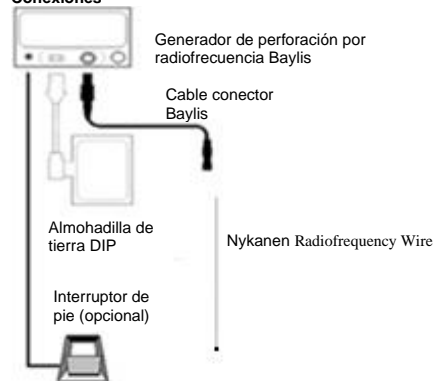 Conexiones
Generador de perforación por
radiofrecuencia Baylis
Cable conector
Baylis
Almohadilla de
tierra DIP
Nykanen Radiofrequency Wire
Interruptor de
pie (opcional)